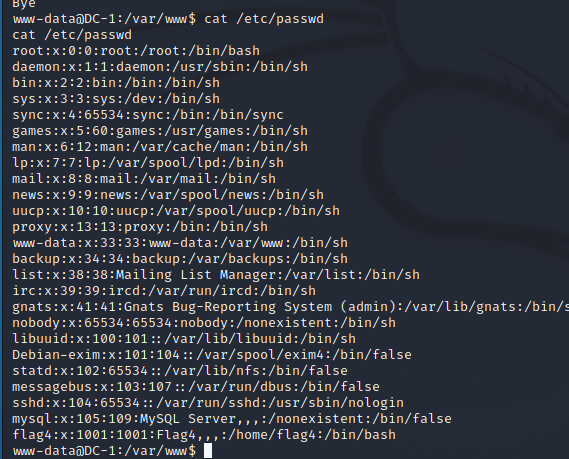 Bye
www-data@DC-1:/var/www$ cat /etc/passwd
cat /etc/passwd
root:x:0:0:root:/root:/bin/bash
daemon:x:1:1:daemon:/usr/sbin:/bin/sh
bin:x:2:2:bin:/bin:/bin/sh
sys:x:3:3:sys:/dev:/bin/sh
sync:x:4:65534:sync:/bin:/bin/sync
games:x:5:60:games:/usr/games:/bin/sh
man:x:6:12:man:/var/cache/man:/bin/sh
lp:x:7:7:lp:/var/spool/lpd:/bin/sh
mail:x:8:8:mail:/var/mail:/bin/sh
news:x:9:9:news:/var/spool/news:/bin/sh
uucp:x:10:10:uucp:/var/spool/uucp:/bin/sh
proxy:x:13:13:proxy:/bin:/bin/sh
www-data:x:33:33:www-data:/var/www:/bin/sh
backup:x:34:34:backup:/var/backups:/bin/sh
list:x:38:38:Mailing List Manager:/var/list:/bin/sh
irc:x:39:39:ircd:/var/run/ircd:/bin/sh
gnats:x:41:41:Gnats Bug-Reporting System (admin):/var/lib/gnats:/bin/s
nobody:x:65534:65534:nobody:/nonexistent:/bin/sh
libuuid:x:100:101::/var/lib/libuuid:/bin/sh
Debian-exim:x:101:104::/var/spool/exim4:/bin/false
statd:x:102:65534::/var/lib/nfs:/bin/false
messagebus:x:103:107::/var/run/dbus:/bin/false
sshd:x:104:65534::/var/run/sshd:/usr/sbin/nologin
mysql:x:105:109:MySQL Server,,,:/nonexistent:/bin/false
flag4:x:1001:1001:Flag4,,,:/home/flag4:/bin/bash
www-data@DC-1:/var/www$